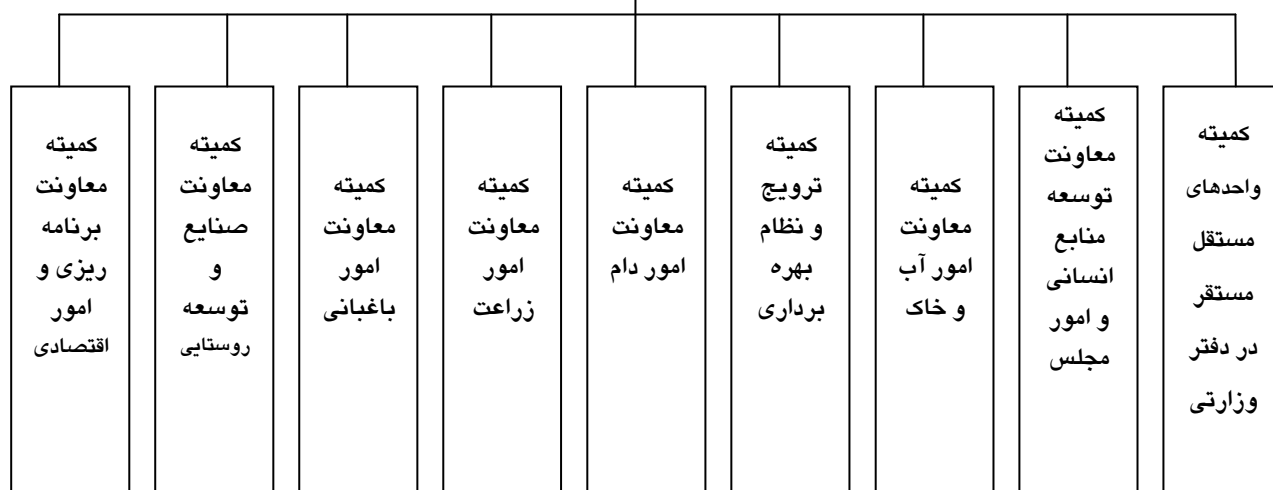 کمیته
واحدهای
مستقل
مستقر
در دفتر
وزارتی
کمیته
معاونت
توسعه
منابع
انسانی
و امور
مجلس
کمیته
معاونت
امور آب
و خاک
کمیته
ترویج
و نظام
بهره
برداری
کمیته
معاونت
امور دام
کمیته
معاونت
امور
زراعت
کمیته
معاونت
امور
باغبانی
کمیته
معاونت
صنایع
و
توسعه
روستایی
کمیته
معاونت
برنامه
ریزی و
امور
اقتصادی